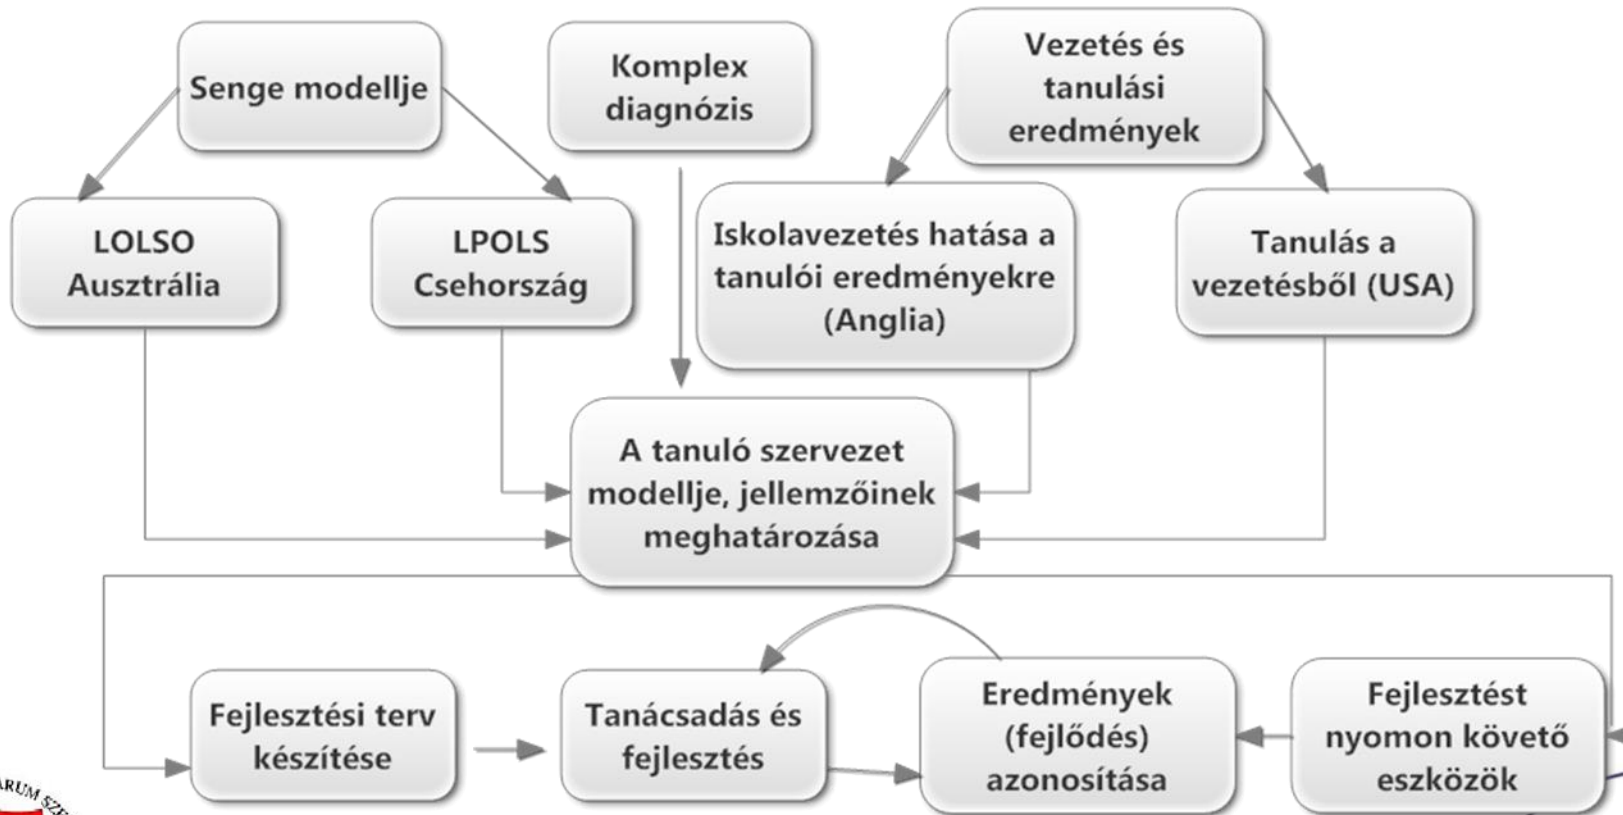 Senge modellje
Komplex
diagnózis
Vezetés és
tanulási
eredmények
LOLSO
Ausztrália
LPOLS
Csehország
Iskolavezetés hatása a
tanulói eredményekre
(Anglia)
Tanulás a
vezetésből (USA)
A tanuló szervezet
modellje, jellemzőinek
meghatározása
Fejlesztési terv
készítése
Tanácsadás és
fejlesztés
Eredmények
(fejlődés)
azonosítása
Fejlesztést
nyomon követő
eszközök